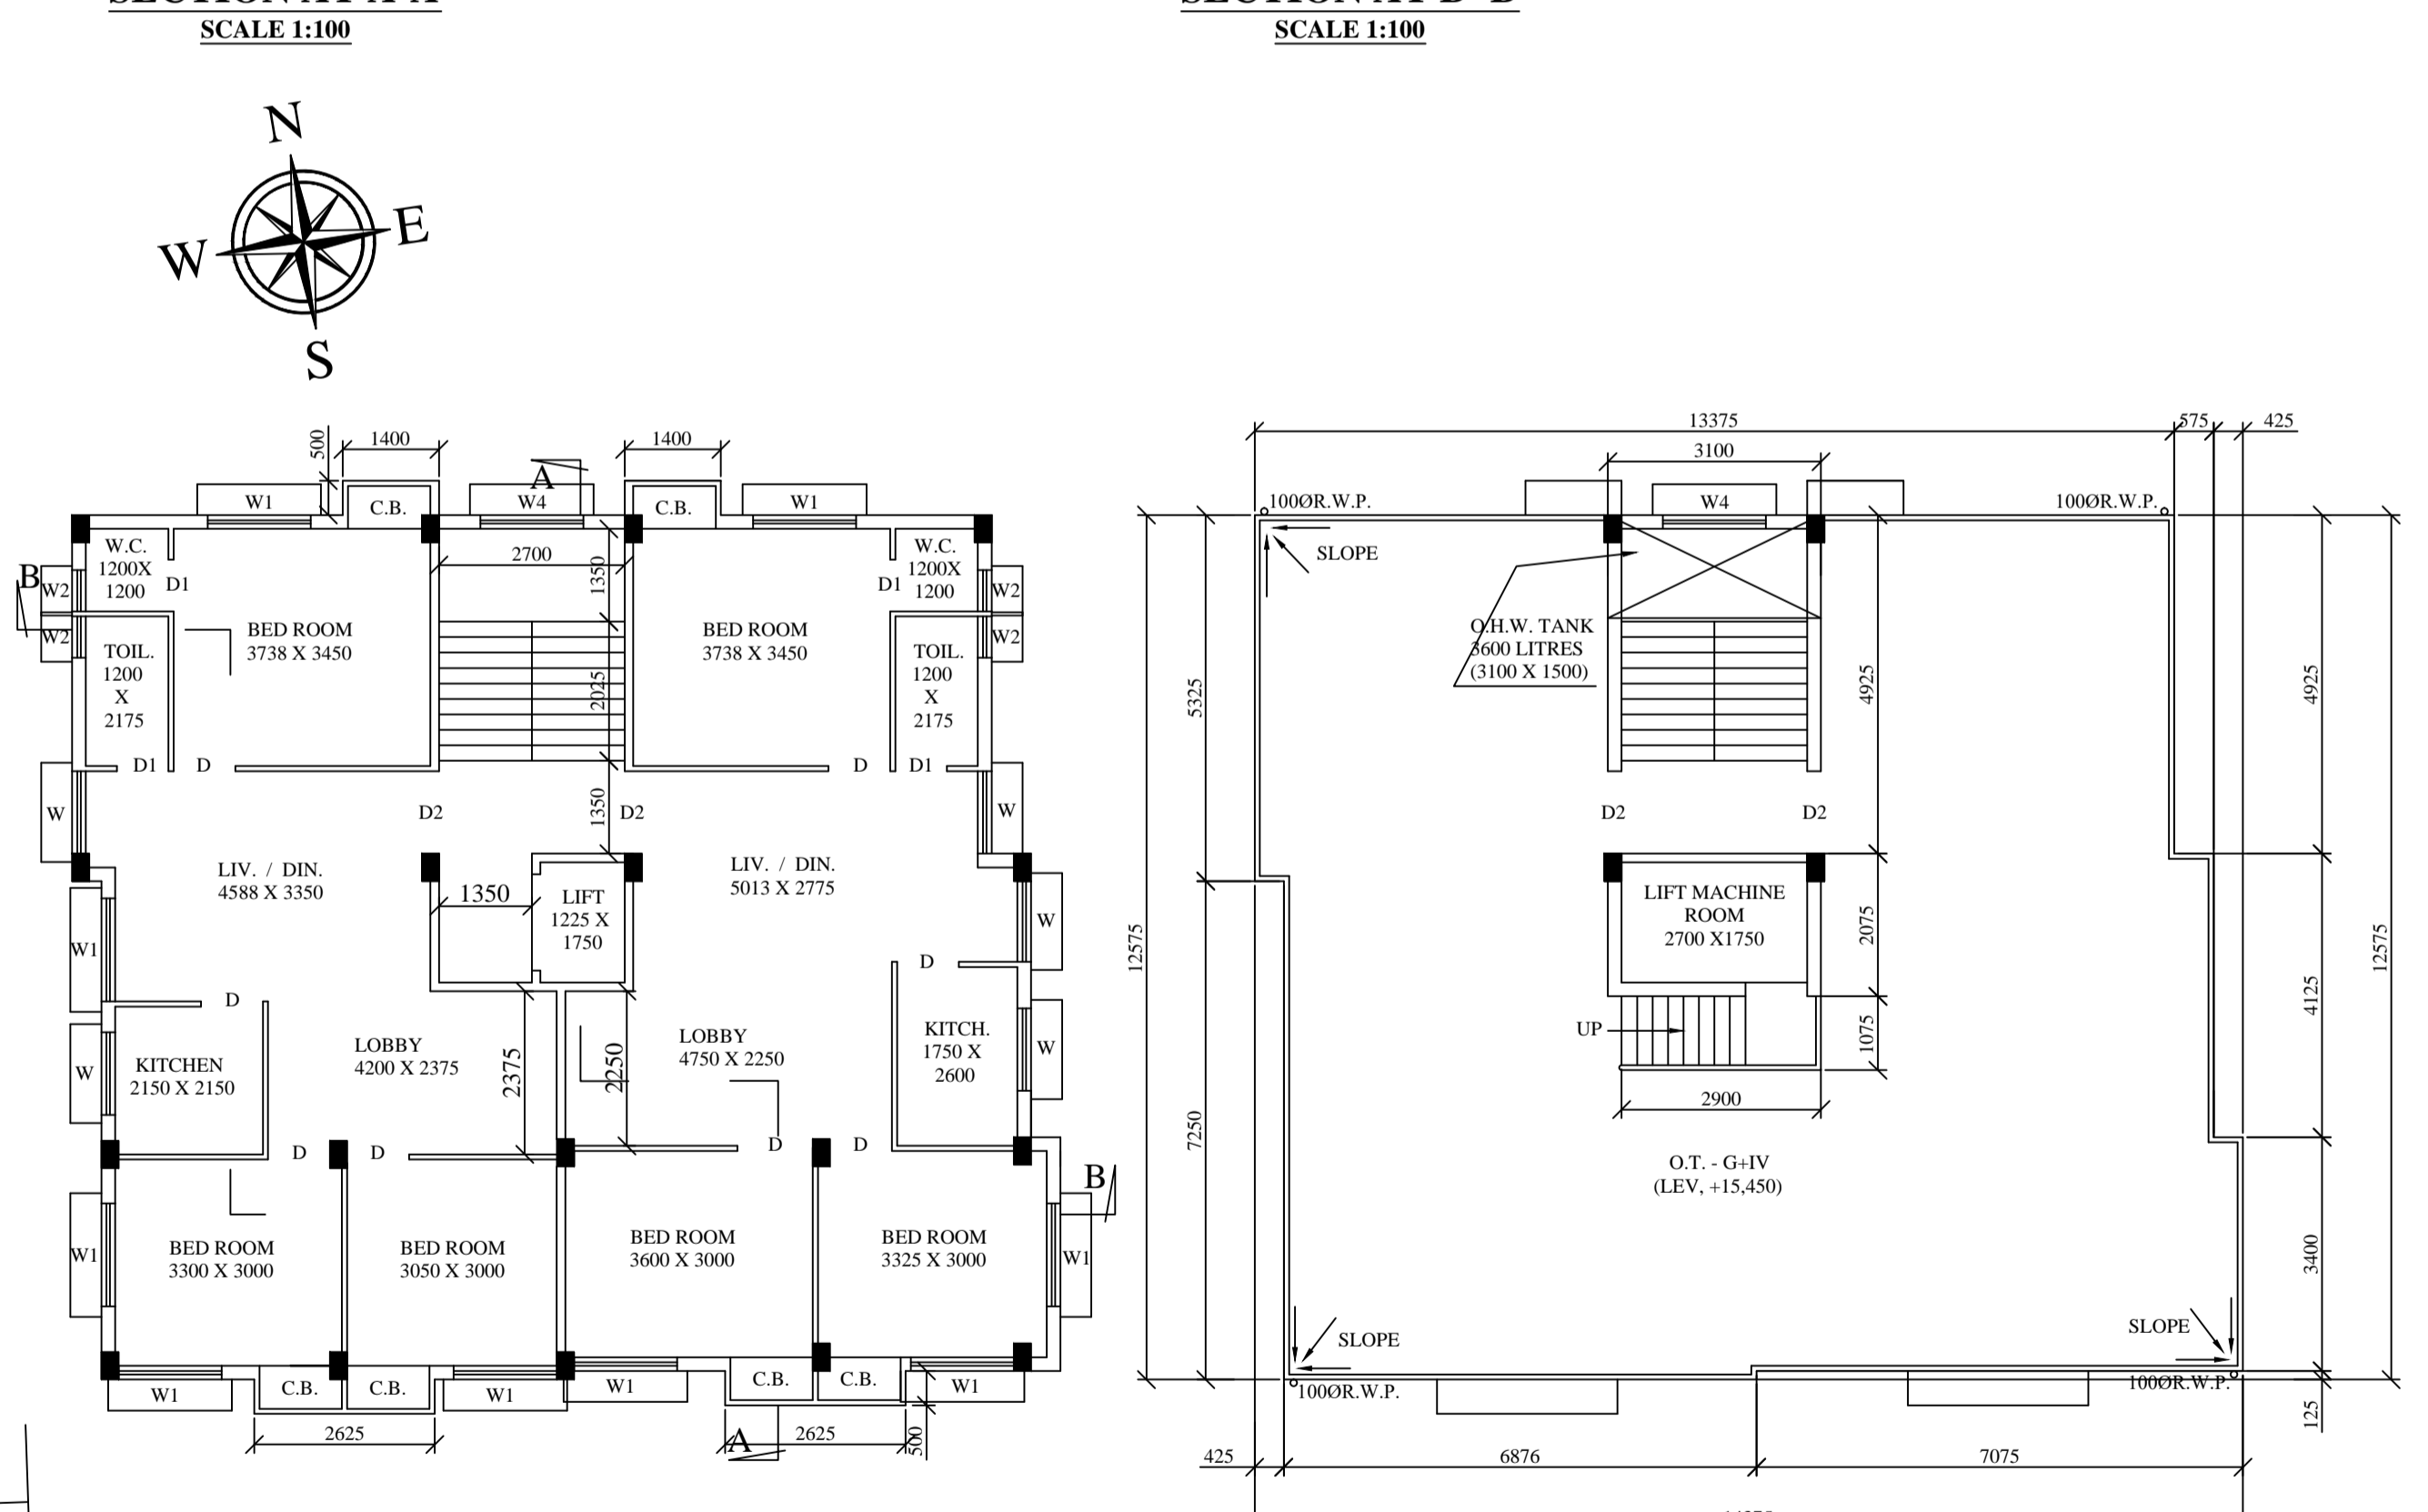 SECTION AT A-A
SCALE 1:100
SCALE 1:100
N
W
E
S
500
1400
1400
A
W1
C.B.
W4
C.B.
W1
W.C.
1200X
1200
D1
2700
1350
D1
W.C.
1200X
1200
B
W2
W2
W2
W2
BED ROOM
3738 X 3450
BED ROOM
3738 X 3450
TOIL.
1200
X
2175
2025
TOIL.
1200
X
2175
D1
D
D
D1
W
D2
1350
D2
W
LIV. / DIN.
4588 X 3350
LIV. / DIN.
5013 X 2775
1350
LIFT
1225 X
1750
W1
W
D
D
LOBBY
4200 X 2375
2375
2250
LOBBY
4750 X 2250
KITCH.
1750 X
2600
W
W
KITCHEN
2150 X 2150
D
D
D
D
B
W1
BED ROOM
3300 X 3000
BED ROOM
3050 X 3000
BED ROOM
3600 X 3000
BED ROOM
3325 X 3000
W1
W1
C.B.
C.B.
W1
W1
C.B.
C.B.
W1
2625
A
2625
500
13375
575
425
3100
100ØR.W.P.
W4
100ØR.W.P.
SLOPE
O.H.W. TANK
3600 LITRES
(3100 X 1500)
5325
4925
4925
D2
D2
LIFT MACHINE
ROOM
2700 X1750
2075
12575
12575
4125
UP
1075
2900
7250
O.T. - G+IV
(LEV, +15,450)
3400
SLOPE
SLOPE
100ØR.W.P.
100ØR.W.P.
125
425
6876
7075